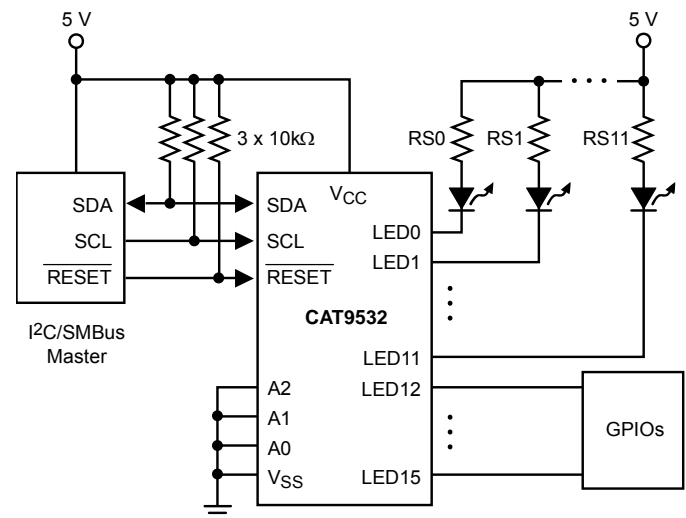 5 V
5 V
3 x 10kΩ
RS0
RS1
RS11
SDA
SCL
RESET
I²C/SMBus
Master
VCC
SDA
SCL
RESET
CAT9532
LED0
LED1
LED11
LED12
LED15
A2
A1
A0
VSS
GPIOs